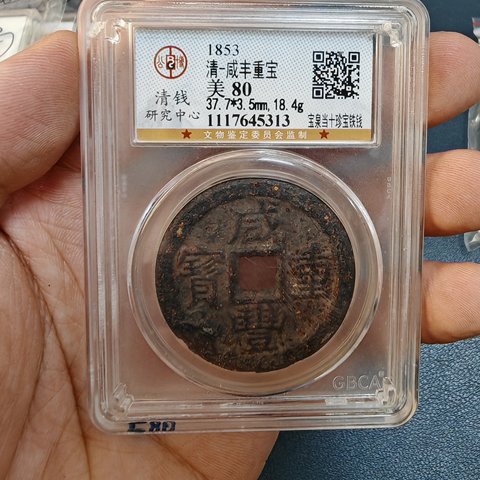 1853
清-咸丰重宝
美 80
37.7*3.5mm, 18.4g
1117645313
清钱
研究中心
宝泉当十珍宝铁钱
★ 文物鉴定委员会监制 ★
咸
豐
重
寶
GBCA